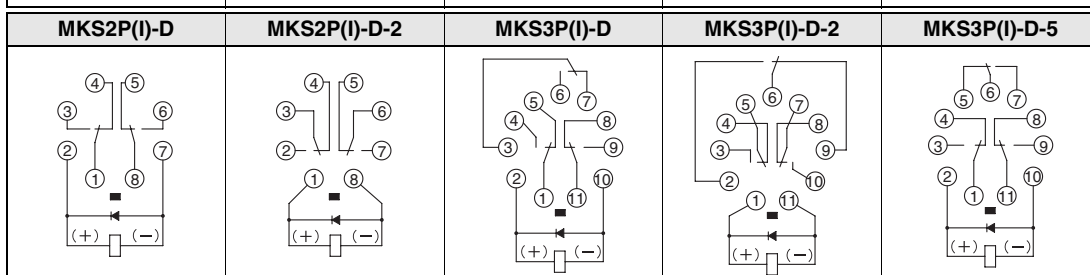 MKS2P(I)-D MKS2P(I)-D-2 MKS3P(I)-D MKS3P(I)-D-2 MKS3P(I)-D-5
4 5 3 6 2 7 1 8 (+) (−)
4 5 3 6 2 7 1 8 (+) (−)
6 7 5 8 4 9 3 2 10 1 11 (+) (−)
6 5 7 4 8 3 9 2 10 1 11 (+) (−)
6 5 7 4 8 3 9 2 10 1 11 (+) (−)